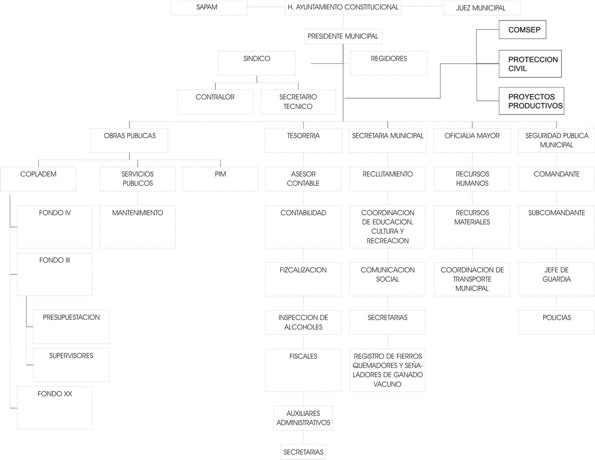 SAPAM
H. AYUNTAMIENTO CONSTITUCIONAL
JUEZ MUNICIPAL
PRESIDENTE MUNICIPAL
COMSEP
SINDICO
REGIDORES
PROTECCION
CIVIL
CONTRALOR
SECRETARIO
TECNICO
PROYECTOS
PRODUCTIVOS
OBRAS PUBLICAS
TESORERIA
SECRETARIA MUNICIPAL
OFICIALIA MAYOR
SEGURIDAD PUBLICA
MUNICIPAL
COPLADEM
SERVICIOS
PUBLICOS
PIM
ASESOR
CONTABLE
RECLUTAMIENTO
RECURSOS
HUMANOS
COMANDANTE
FONDO IV
MANTENIMIENTO
CONTABILIDAD
COORDINACION
DE EDUCACION,
CULTURA Y
RECREACION
RECURSOS
MATERIALES
SUBCOMANDANTE
FONDO III
FIZCALIZACION
COMUNICACION
SOCIAL
COORDINACION DE
TRANSPORTE
MUNICIPAL
JEFE DE
GUARDIA
PRESUPUESTACION
INSPECCION DE
ALCOHOLES
SECRETARIAS
POLICIAS
SUPERVISORES
FISCALES
REGISTRO DE FIERROS
QUEMADORES Y SEÑA-
LADORES DE GANADO
VACUNO
FONDO XX
AUXILIARES
ADMINISTRATIVOS
SECRETARIAS